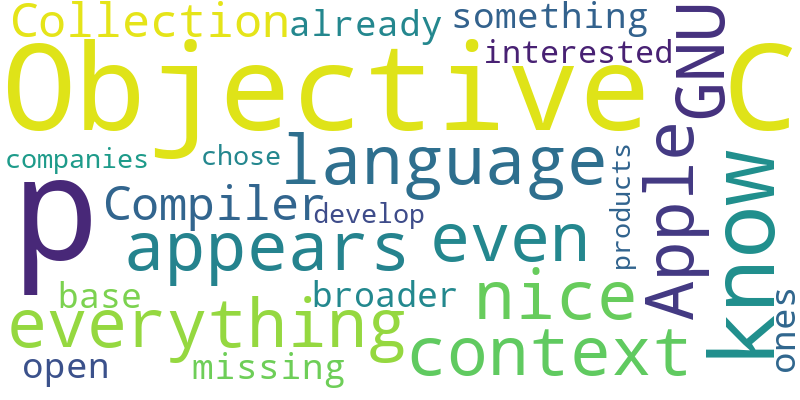 Collection already something
interested
Objective C
GNU
companies chose language
products
Apple
know
p
Compiler develop
appears even
base broader nice
everything context
ones
open missing